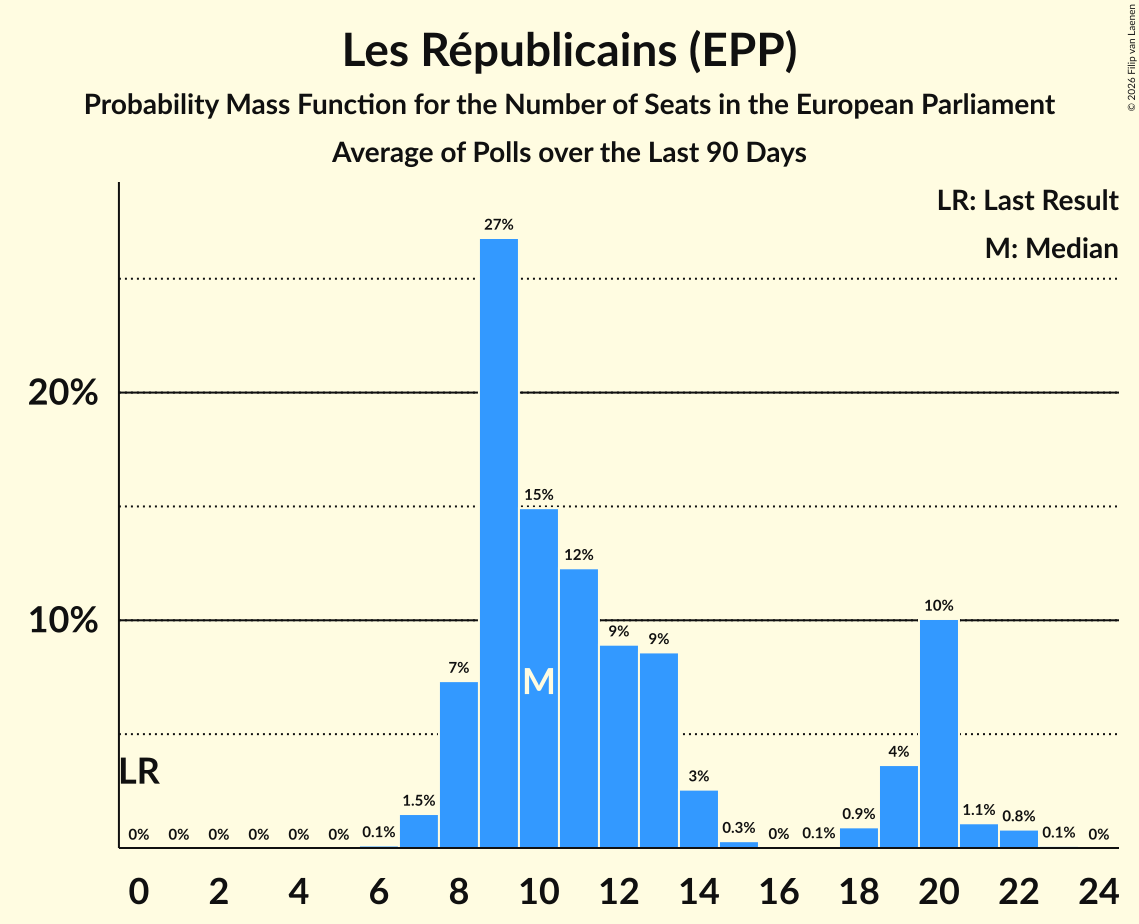 Les Républicains (EPP)
Probability Mass Function for the Number of Seats in the European Parliament
Average of Polls over the Last 90 Days
© 2026 Filip van Laenen
LR: Last Result
M: Median
20%
10%
27%
15%
12%
9%
9%
7%
10%
M
LR
4%
3%
1.5%
0.9%
1.1%
0.8%
0% 0% 0% 0% 0% 0% 0.1% 0.3% 0% 0.1% 0.1% 0%
0 2 4 6 8 10 12 14 16 18 20 22 24